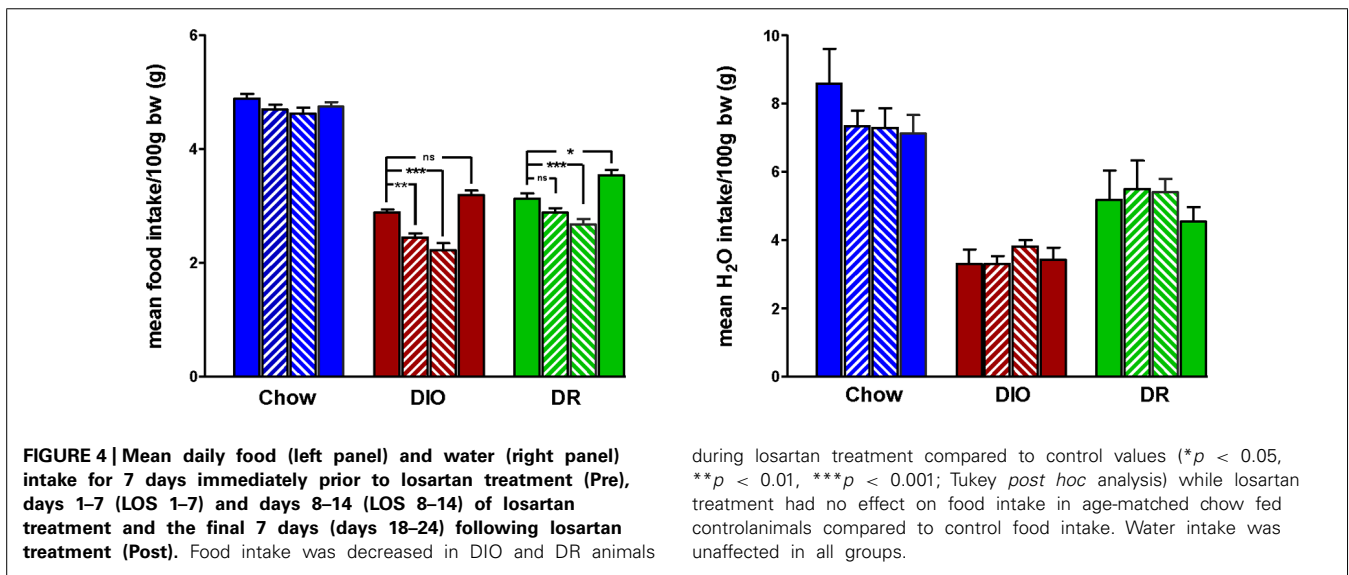 mean food intake/100g bw (g)
6
4
2
0
ns
***
**
*
***
ns
Chow DIO DR
mean H₂O intake/100g bw (g)
10
8
6
4
2
0
Chow DIO DR
FIGURE 4 | Mean daily food (left panel) and water (right panel)
intake for 7 days immediately prior to losartan treatment (Pre),
days 1–7 (LOS 1–7) and days 8–14 (LOS 8–14) of losartan
treatment and the final 7 days (days 18–24) following losartan
treatment (Post). Food intake was decreased in DIO and DR animals
during losartan treatment compared to control values (*p < 0.05,
**p < 0.01, ***p < 0.001; Tukey post hoc analysis) while losartan
treatment had no effect on food intake in age-matched chow fed
controlanimals compared to control food intake. Water intake was
unaffected in all groups.